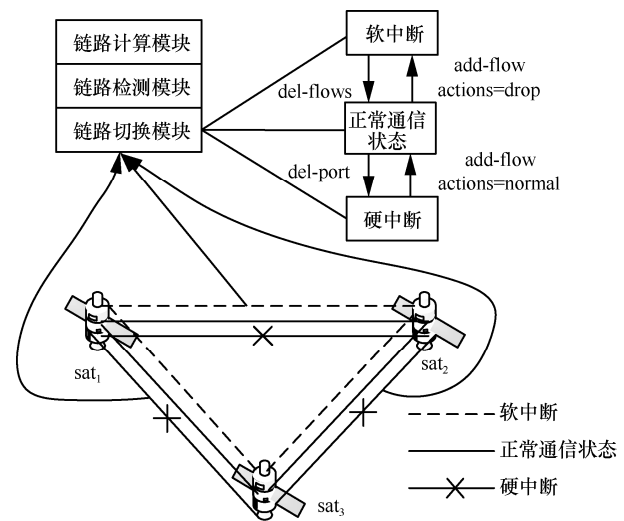 链路计算模块
链路检测模块
链路切换模块
软中断
del-flows
add-flow
actions=drop
正常通信
状态
del-port
add-flow
actions=normal
硬中断
sat₁
sat₂
sat₃
软中断
正常通信状态
硬中断